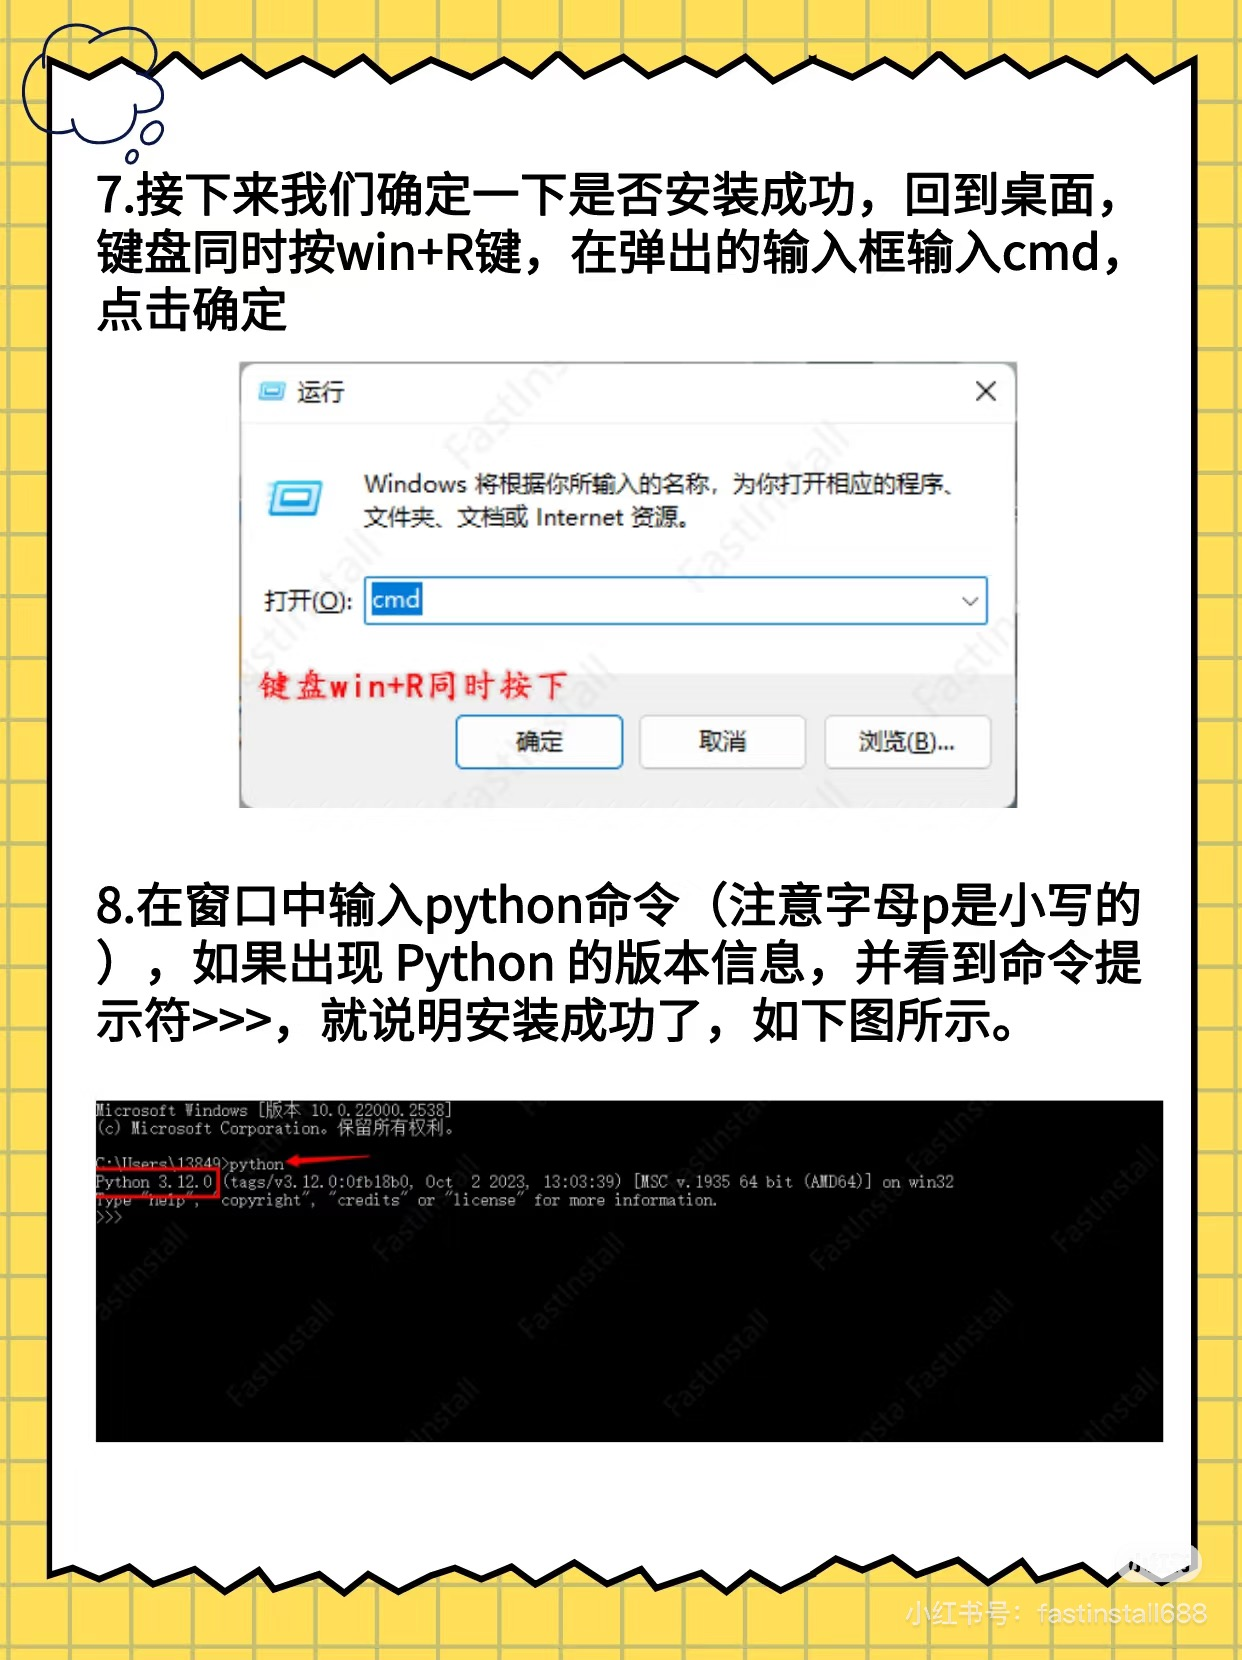 7.接下来我们确定一下是否安装成功，回到桌面，
键盘同时按win+R键，在弹出的输入框输入cmd，
点击确定
运行
Windows 将根据你所输入的名称，为你打开相应的程序、
文件夹、文档或 Internet 资源。
打开(O): cmd
键盘win+R同时按下
确定 取消 浏览(B)...
8.在窗口中输入python命令（注意字母p是小写的
），如果出现 Python 的版本信息，并看到命令提
示符>>>，就说明安装成功了，如下图所示。
Microsoft Windows [版本 10.0.22000.2538]
(c) Microsoft Corporation。保留所有权利。
C:\Users\13849>python
Python 3.12.0 (tags/v3.12.0:0fb18b0, Oct  2 2023, 13:03:39) [MSC v.1935 64 bit (AMD64)] on win32
Type "help", "copyright", "credits" or "license" for more information.
>>>
小红书号：fastinstall688
FastInstall